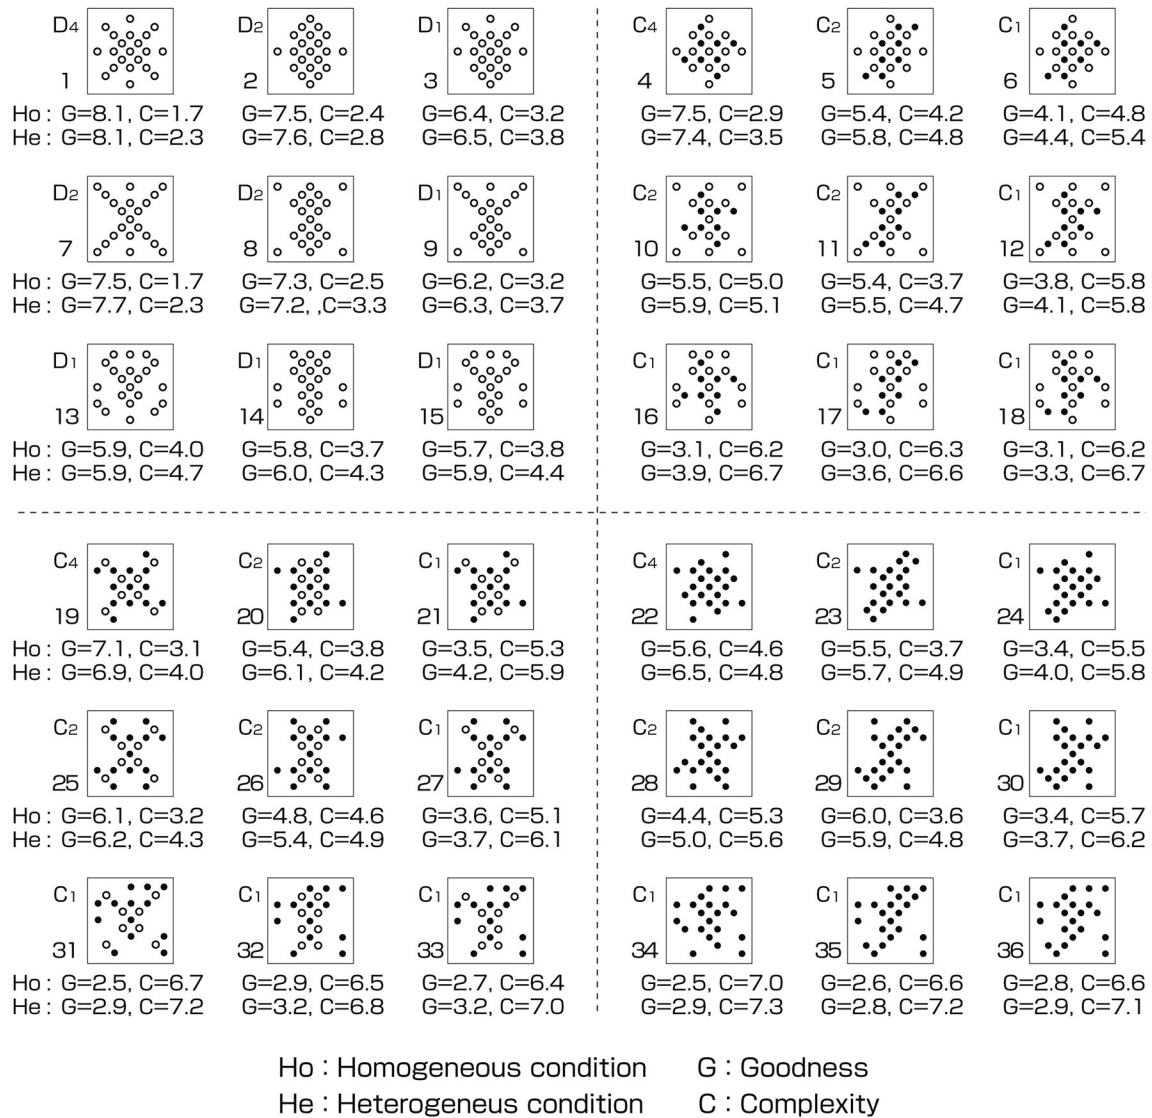 D4 D2 D1 C4 C2 C1
1 2 3 4 5 6
Ho : G=8.1, C=1.7 G=7.5, C=2.4 G=6.4, C=3.2 G=7.5, C=2.9 G=5.4, C=4.2 G=4.1, C=4.8
He : G=8.1, C=2.3 G=7.6, C=2.8 G=6.5, C=3.8 G=7.4, C=3.5 G=5.8, C=4.8 G=4.4, C=5.4
D2 D2 D1 C2 C2 C1
7 8 9 10 11 12
Ho : G=7.5, C=1.7 G=7.3, C=2.5 G=6.2, C=3.2 G=5.5, C=5.0 G=5.4, C=3.7 G=3.8, C=5.8
He : G=7.7, C=2.3 G=7.2, ,C=3.3 G=6.3, C=3.7 G=5.9, C=5.1 G=5.5, C=4.7 G=4.1, C=5.8
D1 D1 D1 C1 C1 C1
13 14 15 16 17 18
Ho : G=5.9, C=4.0 G=5.8, C=3.7 G=5.7, C=3.8 G=3.1, C=6.2 G=3.0, C=6.3 G=3.1, C=6.2
He : G=5.9, C=4.7 G=6.0, C=4.3 G=5.9, C=4.4 G=3.9, C=6.7 G=3.6, C=6.6 G=3.3, C=6.7
C4 C2 C1 C4 C2 C1
19 20 21 22 23 24
Ho : G=7.1, C=3.1 G=5.4, C=3.8 G=3.5, C=5.3 G=5.6, C=4.6 G=5.5, C=3.7 G=3.4, C=5.5
He : G=6.9, C=4.0 G=6.1, C=4.2 G=4.2, C=5.9 G=6.5, C=4.8 G=5.7, C=4.9 G=4.0, C=5.8
C2 C2 C1 C2 C2 C1
25 26 27 28 29 30
Ho : G=6.1, C=3.2 G=4.8, C=4.6 G=3.6, C=5.1 G=4.4, C=5.3 G=6.0, C=3.6 G=3.4, C=5.7
He : G=6.2, C=4.3 G=5.4, C=4.9 G=3.7, C=6.1 G=5.0, C=5.6 G=5.9, C=4.8 G=3.7, C=6.2
C1 C1 C1 C1 C1 C1
31 32 33 34 35 36
Ho : G=2.5, C=6.7 G=2.9, C=6.5 G=2.7, C=6.4 G=2.5, C=7.0 G=2.6, C=6.6 G=2.8, C=6.6
He : G=2.9, C=7.2 G=3.2, C=6.8 G=3.2, C=7.0 G=2.9, C=7.3 G=2.8, C=7.2 G=2.9, C=7.1
Ho : Homogeneous condition G : Goodness
He : Heterogeneus condition C : Complexity